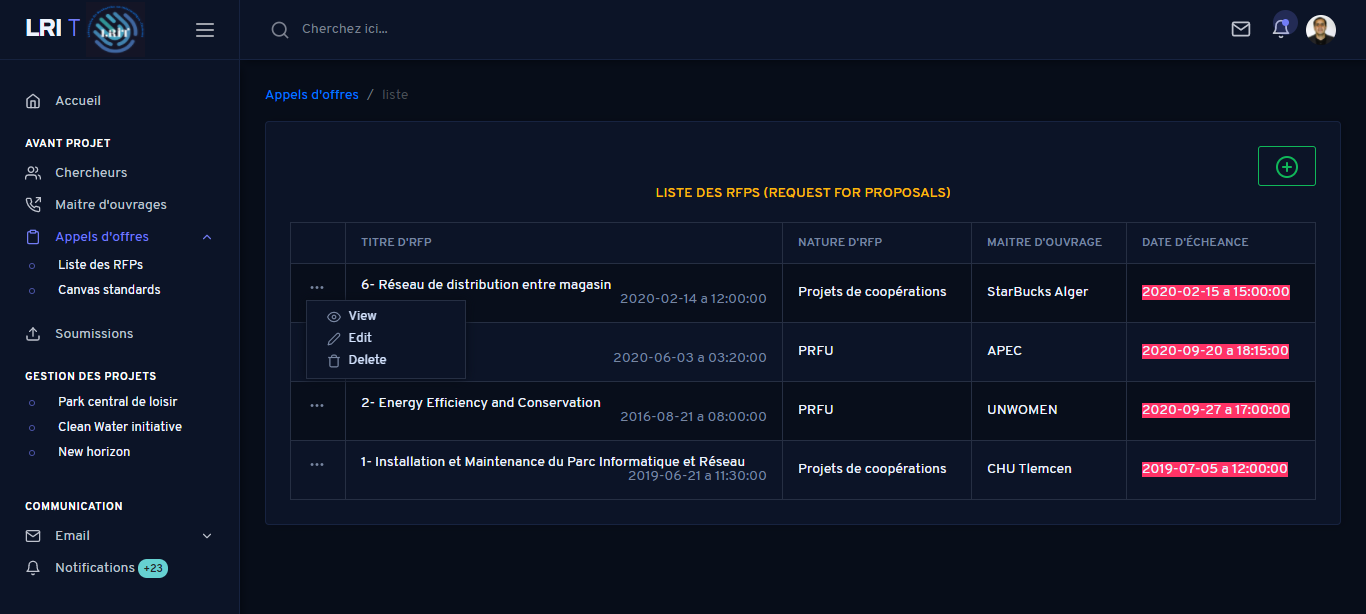 LRI T
LRIT
Cherchez ici...
Accueil
AVANT PROJET
Chercheurs
Maitre d'ouvrages
Appels d'offres
Liste des RFPs
Canvas standards
Soumissions
GESTION DES PROJETS
Park central de loisir
Clean Water initiative
New horizon
COMMUNICATION
Email
Notifications +23
Appels d'offres / liste
LISTE DES RFPS (REQUEST FOR PROPOSALS)
TITRE D'RFP NATURE D'RFP MAITRE D'OUVRAGE DATE D'ÉCHEANCE
6- Réseau de distribution entre magasin
2020-02-14 a 12:00:00
Projets de coopérations StarBucks Alger 2020-02-15 a 15:00:00
View
Edit
Delete
2020-06-03 a 03:20:00
PRFU APEC 2020-09-20 a 18:15:00
2- Energy Efficiency and Conservation
2016-08-21 a 08:00:00
PRFU UNWOMEN 2020-09-27 a 17:00:00
1- Installation et Maintenance du Parc Informatique et Réseau
2019-06-21 a 11:30:00
Projets de coopérations CHU Tlemcen 2019-07-05 a 12:00:00